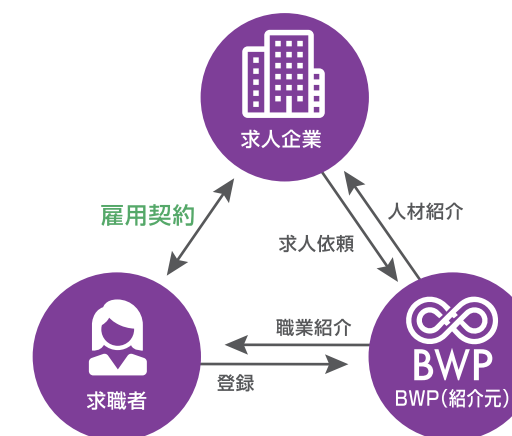 求人企業
雇用契約
人材紹介
求人依頼
職業紹介
登録
求職者
BWP
BWP(紹介元)